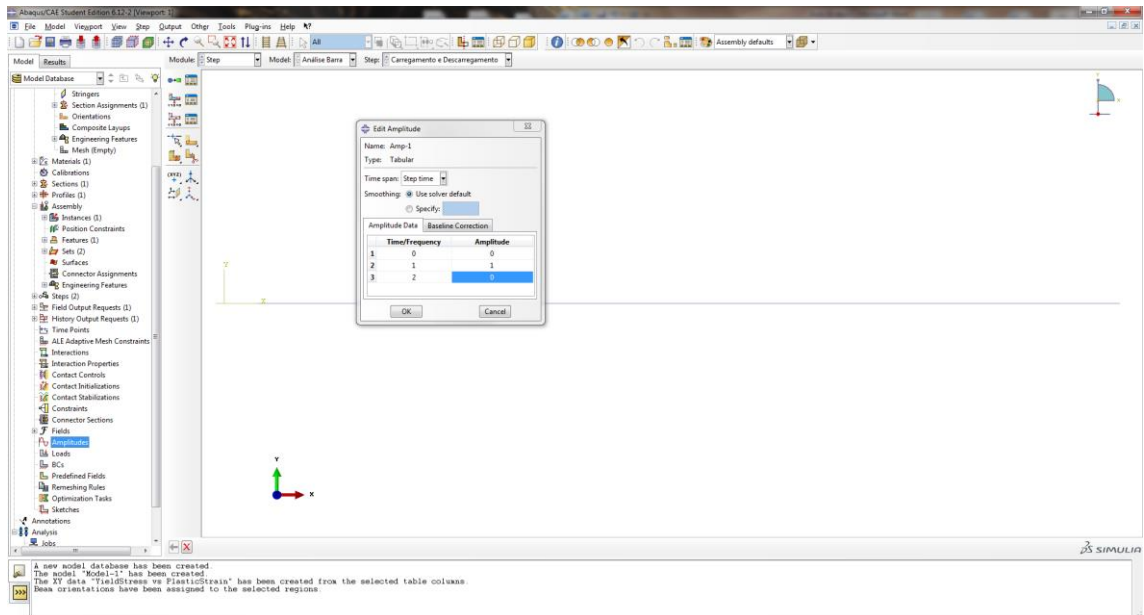 Abaqus/CAE Student Edition 6.12-2 [Viewport: 1]
File Model Viewport View Step Output Other Tools Plug-ins Help
All
Assembly defaults
Model Results
Module: Step Model: Análise Barra Step: Carregamento e Descarregamento
Model Database
Stringers
Section Assignments (1)
Orientations
Composite Layups
Engineering Features
Mesh (Empty)
Materials (1)
Calibrations
Sections (1)
Profiles (1)
Assembly
Instances (1)
Position Constraints
Features (1)
Sets (2)
Surfaces
Connector Assignments
Engineering Features
Steps (2)
Field Output Requests (1)
History Output Requests (1)
Time Points
ALE Adaptive Mesh Constraints
Interactions
Interaction Properties
Contact Controls
Contact Initializations
Contact Stabilizations
Constraints
Connector Sections
Fields
Amplitudes
Loads
BCs
Predefined Fields
Remeshing Rules
Optimization Tasks
Sketches
Annotations
Analysis
Jobs
Edit Amplitude
Name: Amp-1
Type: Tabular
Time span: Step time
Smoothing: Use solver default
Specify:
Amplitude Data Baseline Correction
Time/Frequency Amplitude
1 0 0
2 1 1
3 2 0
OK Cancel
Y
X
Y
X
SIMULIA
A new model database has been created.
The model "Model-1" has been created.
The XY data "YieldStress vs PlasticStrain" has been created from the selected table columns.
Beam orientations have been assigned to the selected regions.